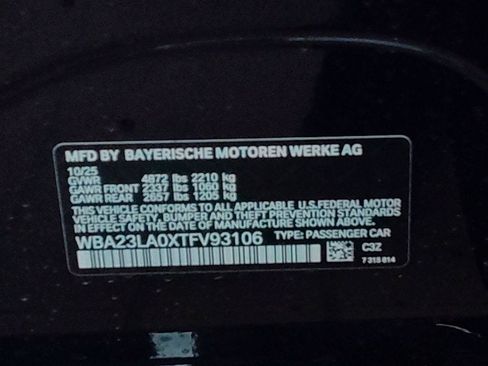 MFD BY BAYERISCHE MOTOREN WERKE AG
10/25
GVWR 4872 lbs 2210 kg
GAWR FRONT 2337 lbs 1060 kg
GAWR REAR 2657 lbs 1205 kg
THIS VEHICLE CONFORMS TO ALL APPLICABLE U.S.FEDERAL MOTOR
VEHICLE SAFETY, BUMPER AND THEFT PREVENTION STANDARDS
IN EFFECT ON THE DATE OF MANUFACTURE SHOWN ABOVE.
WBA23LA0XTFV93106 TYPE: PASSENGER CAR
C3Z
7 318 814